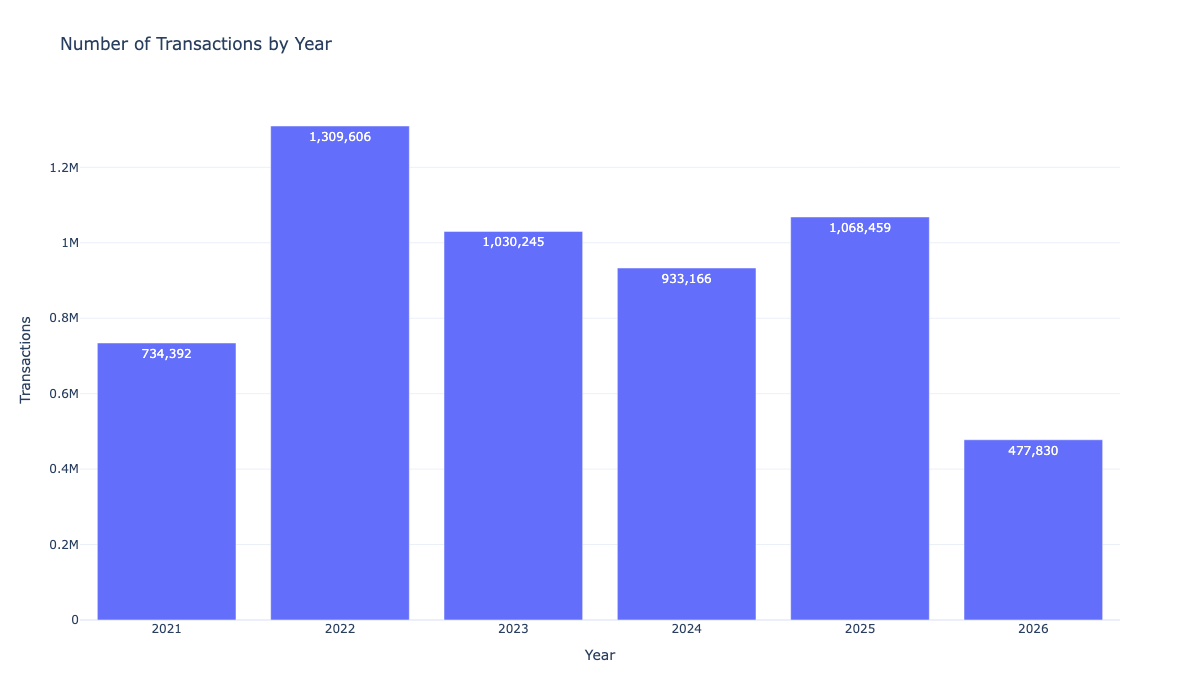 Number of Transactions by Year
Transactions
1.2M
1M
0.8M
0.6M
0.4M
0.2M
0
734,392
1,309,606
1,030,245
933,166
1,068,459
477,830
2021
2022
2023
2024
2025
2026
Year